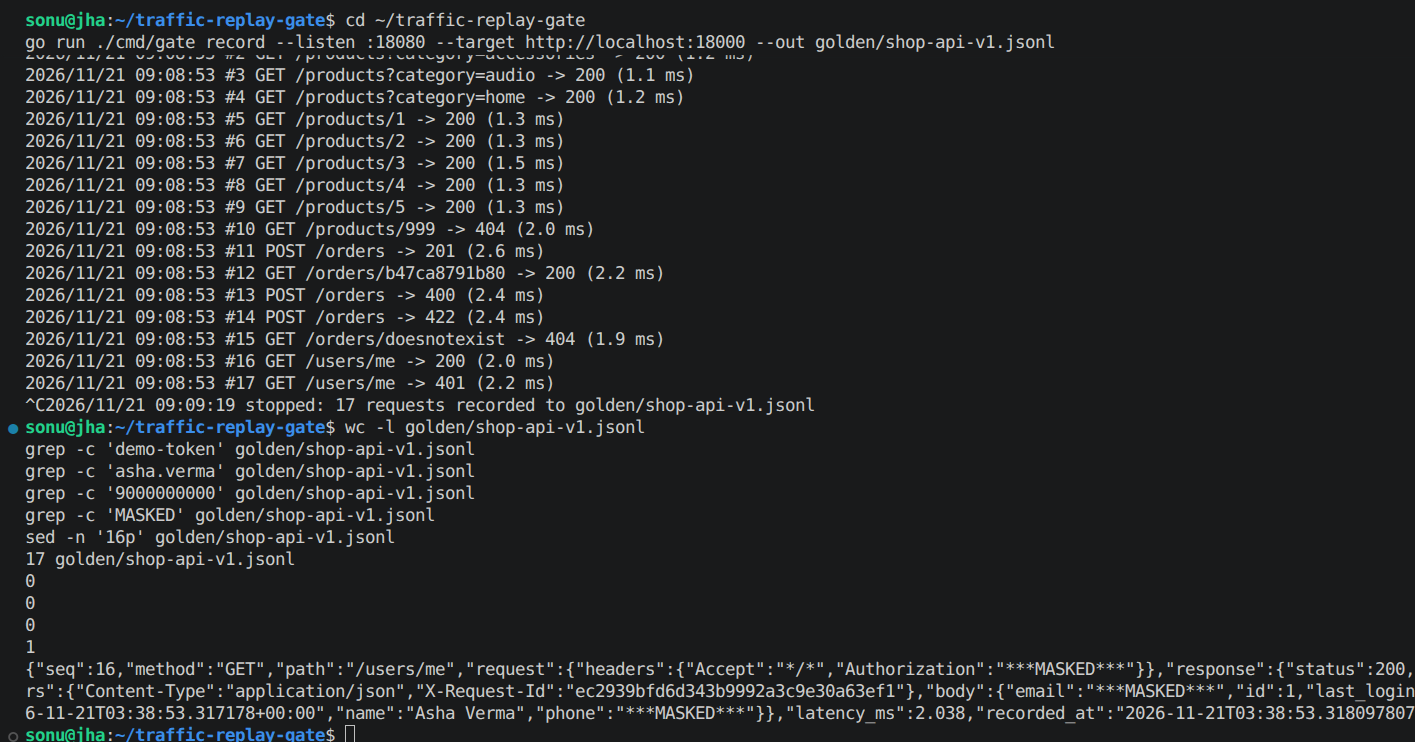 sonu@jha:~/traffic-replay-gate$ cd ~/traffic-replay-gate
go run ./cmd/gate record --listen :18080 --target http://localhost:18000 --out golden/shop-api-v1.jsonl
2026/11/21 09:08:53 #2 GET /products?category=accessories -> 200 (1.2 ms)
2026/11/21 09:08:53 #3 GET /products?category=audio -> 200 (1.1 ms)
2026/11/21 09:08:53 #4 GET /products?category=home -> 200 (1.2 ms)
2026/11/21 09:08:53 #5 GET /products/1 -> 200 (1.3 ms)
2026/11/21 09:08:53 #6 GET /products/2 -> 200 (1.3 ms)
2026/11/21 09:08:53 #7 GET /products/3 -> 200 (1.5 ms)
2026/11/21 09:08:53 #8 GET /products/4 -> 200 (1.3 ms)
2026/11/21 09:08:53 #9 GET /products/5 -> 200 (1.3 ms)
2026/11/21 09:08:53 #10 GET /products/999 -> 404 (2.0 ms)
2026/11/21 09:08:53 #11 POST /orders -> 201 (2.6 ms)
2026/11/21 09:08:53 #12 GET /orders/b47ca8791b80 -> 200 (2.2 ms)
2026/11/21 09:08:53 #13 POST /orders -> 400 (2.4 ms)
2026/11/21 09:08:53 #14 POST /orders -> 422 (2.4 ms)
2026/11/21 09:08:53 #15 GET /orders/doesnotexist -> 404 (1.9 ms)
2026/11/21 09:08:53 #16 GET /users/me -> 200 (2.0 ms)
2026/11/21 09:08:53 #17 GET /users/me -> 401 (2.2 ms)
^C2026/11/21 09:09:19 stopped: 17 requests recorded to golden/shop-api-v1.jsonl
sonu@jha:~/traffic-replay-gate$ wc -l golden/shop-api-v1.jsonl
grep -c 'demo-token' golden/shop-api-v1.jsonl
grep -c 'asha.verma' golden/shop-api-v1.jsonl
grep -c '9000000000' golden/shop-api-v1.jsonl
grep -c 'MASKED' golden/shop-api-v1.jsonl
sed -n '16p' golden/shop-api-v1.jsonl
17 golden/shop-api-v1.jsonl
0
0
0
1
{"seq":16,"method":"GET","path":"/users/me","request":{"headers":{"Accept":"*/*","Authorization":"***MASKED***"}},"response":{"status":200,
rs":{"Content-Type":"application/json","X-Request-Id":"ec2939bfd6d343b9992a3c9e30a63ef1"},"body":{"email":"***MASKED***","id":1,"last_login
6-11-21T03:38:53.317178+00:00","name":"Asha Verma","phone":"***MASKED***"}},"latency_ms":2.038,"recorded_at":"2026-11-21T03:38:53.318097807
sonu@jha:~/traffic-replay-gate$